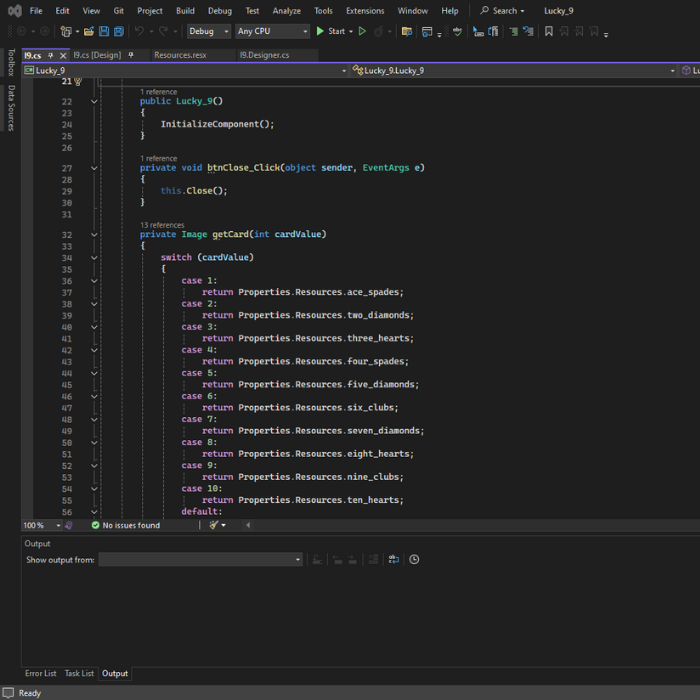 File Edit View Git Project Build Debug Test Analyze Tools Extensions Window Help Search Lucky_9
Debug Any CPU Start
l9.cs l9.cs [Design] Resources.resx l9.Designer.cs
Lucky_9 Lucky_9.Lucky_9 Lu
Toolbox
Data Sources
21
1 reference
22 public Lucky_9()
23 {
24 InitializeComponent();
25 }
26
1 reference
27 private void btnClose_Click(object sender, EventArgs e)
28 {
29 this.Close();
30 }
31
13 references
32 private Image getCard(int cardValue)
33 {
34 switch (cardValue)
35 {
36 case 1:
37 return Properties.Resources.ace_spades;
38 case 2:
39 return Properties.Resources.two_diamonds;
40 case 3:
41 return Properties.Resources.three_hearts;
42 case 4:
43 return Properties.Resources.four_spades;
44 case 5:
45 return Properties.Resources.five_diamonds;
46 case 6:
47 return Properties.Resources.six_clubs;
48 case 7:
49 return Properties.Resources.seven_diamonds;
50 case 8:
51 return Properties.Resources.eight_hearts;
52 case 9:
53 return Properties.Resources.nine_clubs;
54 case 10:
55 return Properties.Resources.ten_hearts;
56 default:
100 % No issues found
Output
Show output from:
Error List Task List Output
Ready